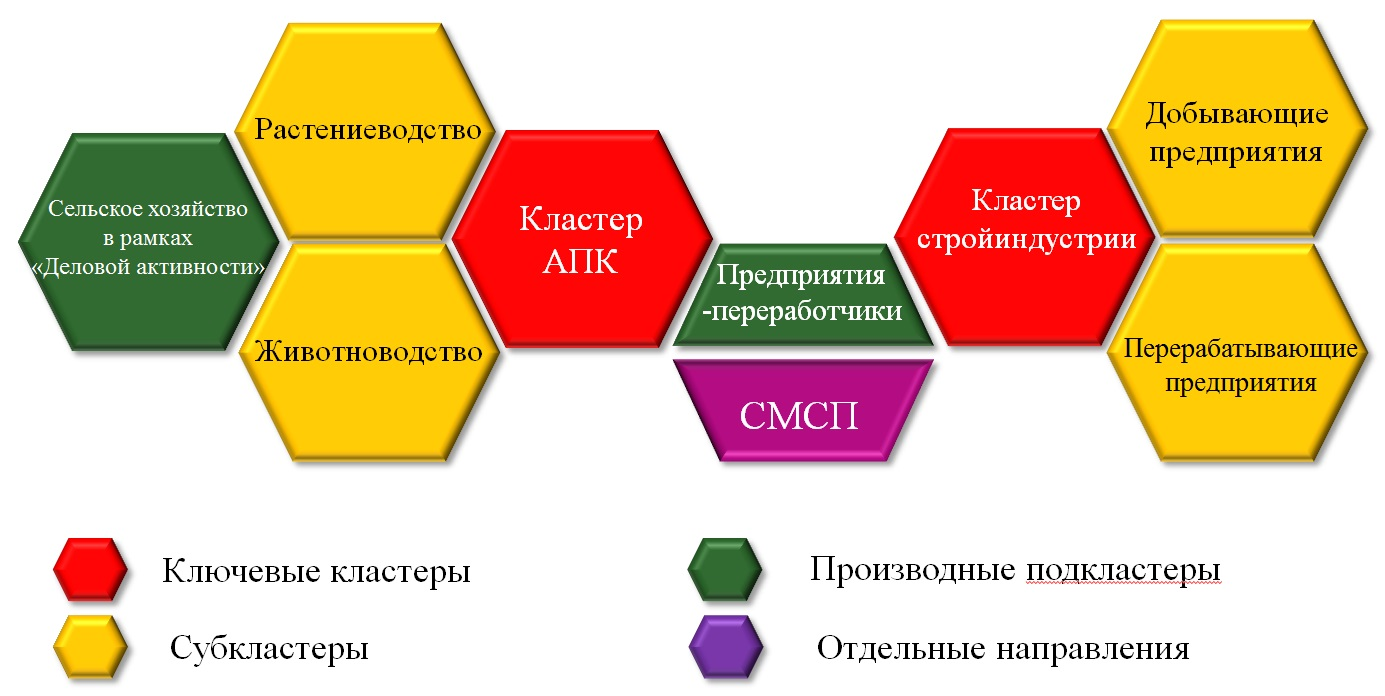 Сельское хозяйство
в рамках
«Деловой активности»
Растениеводство
Животноводство
Кластер
АПК
Предприятия
-переработчики
СМСП
Кластер
стройиндустрии
Добывающие
предприятия
Перерабатывающие
предприятия
Ключевые кластеры
Субкластеры
Производные подкластеры
Отдельные направления